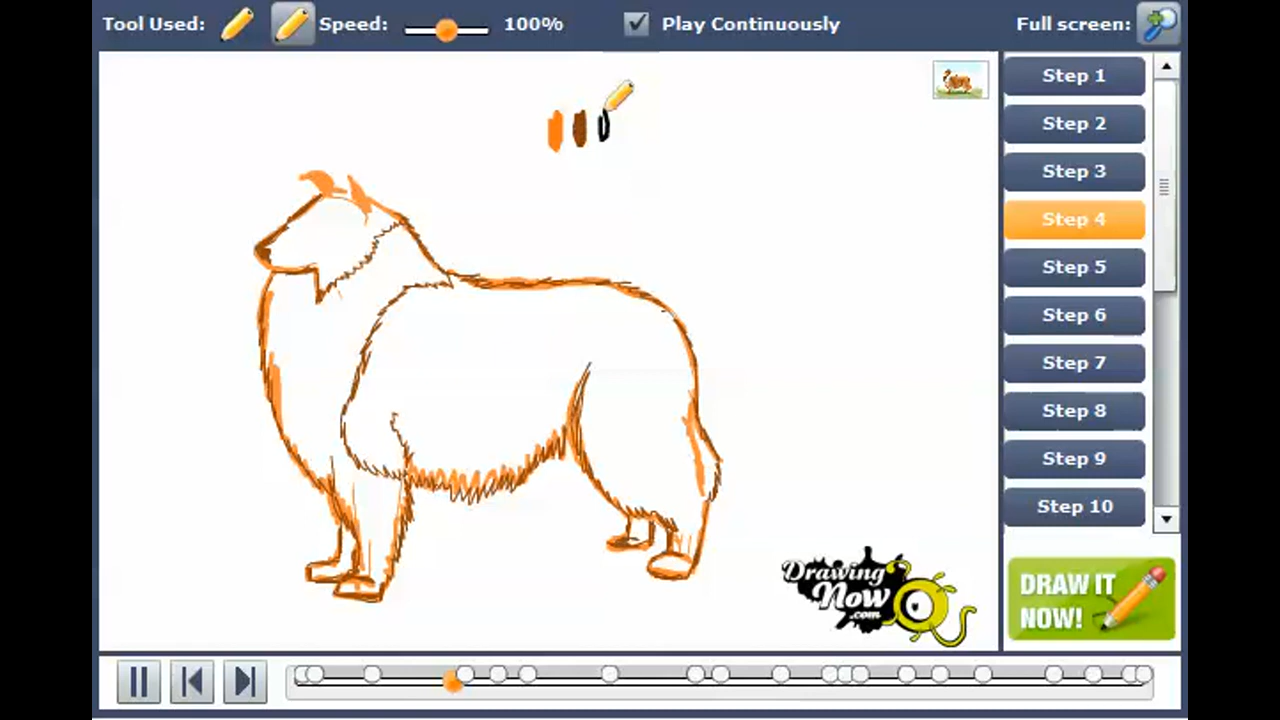 Tool Used:
Speed:
100%
Play Continuously
Full screen:
Step 1
Step 2
Step 3
Step 4
Step 5
Step 6
Step 7
Step 8
Step 9
Step 10
Drawing
Now
.com
DRAW IT
NOW!